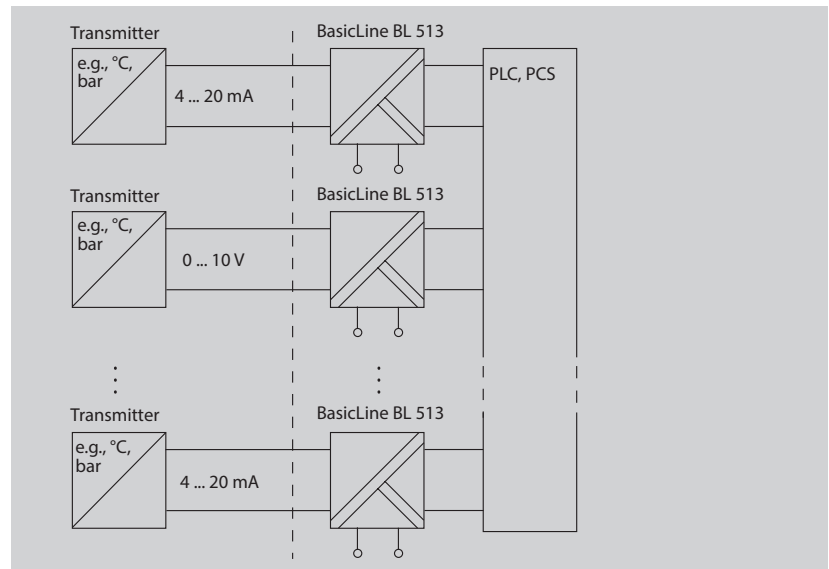 Transmitter
BasicLine BL 513
e.g., °C,
bar
4 ... 20 mA
PLC, PCS
Transmitter
BasicLine BL 513
e.g., °C,
bar
0 ... 10 V
Transmitter
BasicLine BL 513
e.g., °C,
bar
4 ... 20 mA